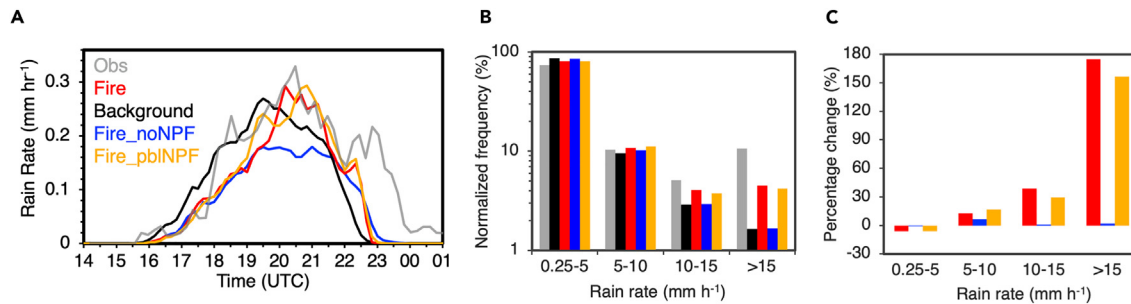 A
Rain Rate (mm hr⁻¹)
0.3
0.2
0.1
0
Obs
Fire
Background
Fire_noNPF
Fire_pblNPF
14 15 16 17 18 19 20 21 22 23 00 01
Time (UTC)
B
Normalized frequency (%)
100
10
1
0.25-5 5-10 10-15 >15
Rain rate (mm h⁻¹)
C
Percentage change (%)
180
150
120
90
60
30
0
-30
0.25-5 5-10 10-15 >15
Rain rate (mm h⁻¹)